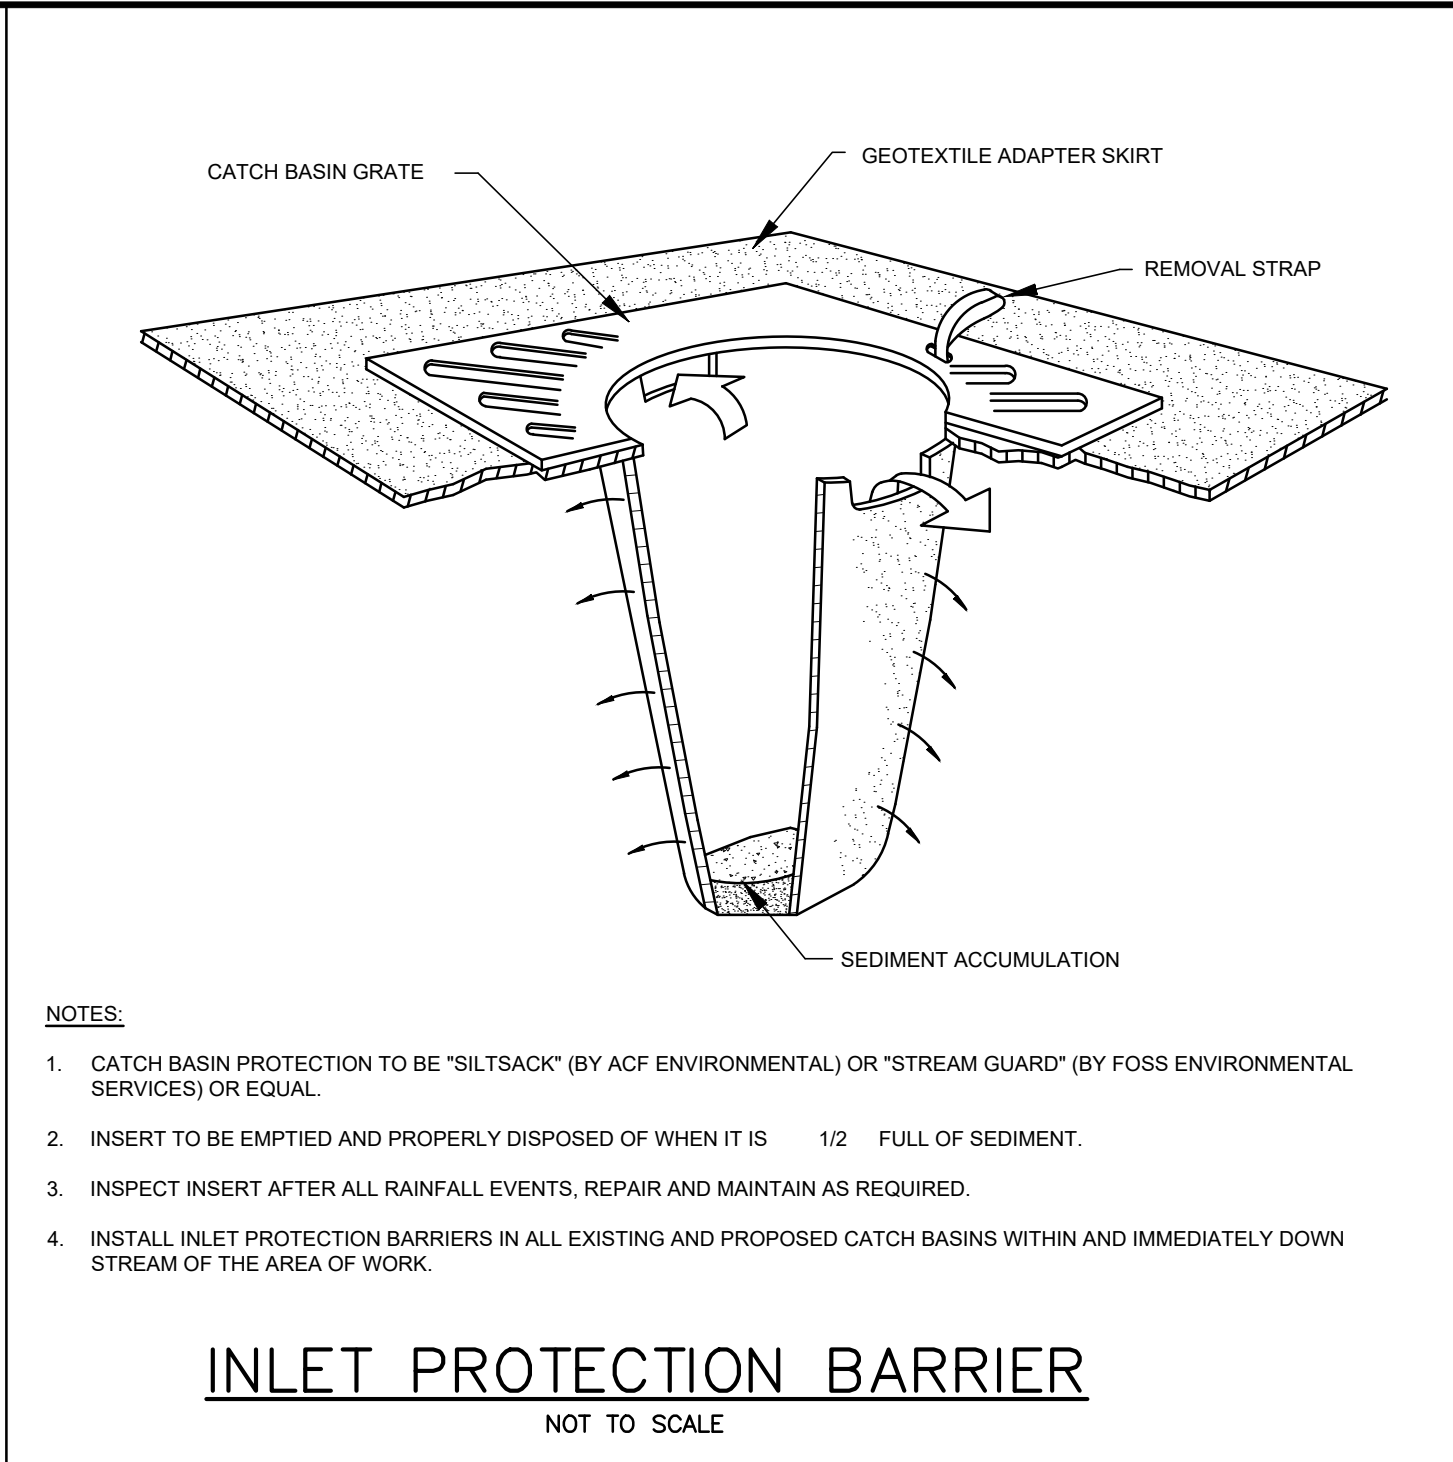 CATCH BASIN GRATE
GEOTEXTILE ADAPTER SKIRT
REMOVAL STRAP
SEDIMENT ACCUMULATION
NOTES:
1. CATCH BASIN PROTECTION TO BE "SILTSACK" (BY ACF ENVIRONMENTAL) OR "STREAM GUARD" (BY FOSS ENVIRONMENTAL
SERVICES) OR EQUAL.
2. INSERT TO BE EMPTIED AND PROPERLY DISPOSED OF WHEN IT IS 1/2 FULL OF SEDIMENT.
3. INSPECT INSERT AFTER ALL RAINFALL EVENTS, REPAIR AND MAINTAIN AS REQUIRED.
4. INSTALL INLET PROTECTION BARRIERS IN ALL EXISTING AND PROPOSED CATCH BASINS WITHIN AND IMMEDIATELY DOWN
STREAM OF THE AREA OF WORK.
INLET PROTECTION BARRIER
NOT TO SCALE